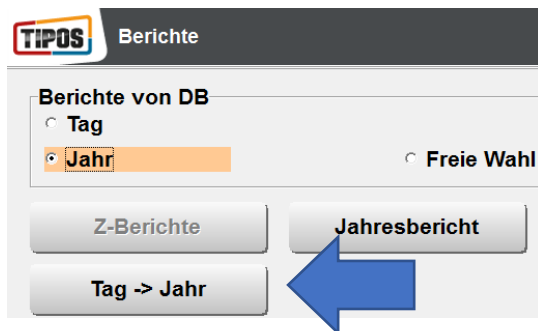 TIPOS Berichte
Berichte von DB
Tag
Jahr Freie Wahl
Z-Berichte Jahresbericht
Tag -> Jahr